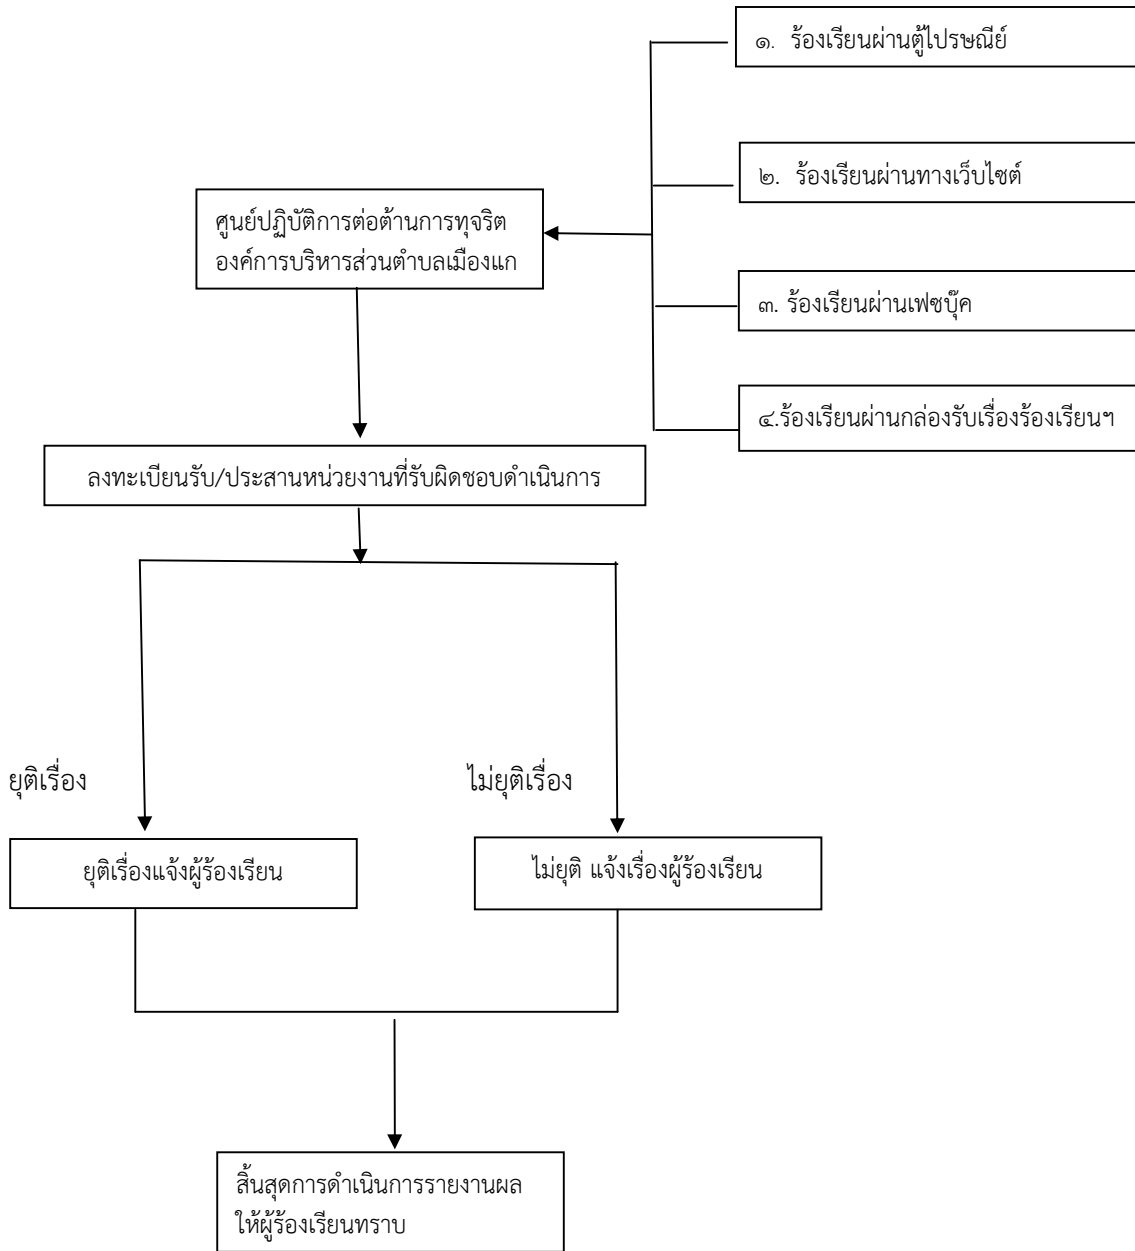 ๑. ร้องเรียนผ่านตู้ไปรษณีย์
๒. ร้องเรียนผ่านทางเว็บไซต์
ศูนย์ปฏิบัติการต่อต้านการทุจริต
องค์การบริหารส่วนตำบลเมืองแก
๓. ร้องเรียนผ่านเฟซบุ๊ค
๔.ร้องเรียนผ่านกล่องรับเรื่องร้องเรียนฯ
ลงทะเบียนรับ/ประสานหน่วยงานที่รับผิดชอบดำเนินการ
ยุติเรื่อง
ไม่ยุติเรื่อง
ยุติเรื่องแจ้งผู้ร้องเรียน
ไม่ยุติ แจ้งเรื่องผู้ร้องเรียน
สิ้นสุดการดำเนินการรายงานผล
ให้ผู้ร้องเรียนทราบ